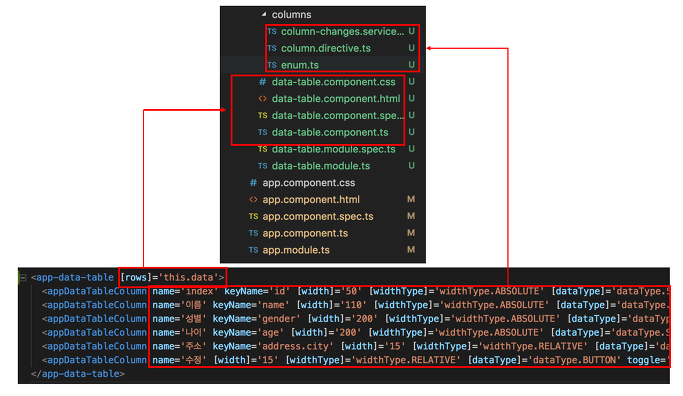 columns
TS column-changes.service... U
TS column.directive.ts U
TS enum.ts U
# data-table.component.css U
<> data-table.component.html U
TS data-table.component.spe... U
TS data-table.component.ts U
TS data-table.module.spec.ts U
TS data-table.module.ts U
# app.component.css
<> app.component.html M
TS app.component.spec.ts M
TS app.component.ts M
TS app.module.ts M
<app-data-table [rows]='this.data'>
<appDataTableColumn name='index' keyName='id' [width]='50' [widthType]='widthType.ABSOLUTE' [dataType]='dataType.S
<appDataTableColumn name='이름' keyName='name' [width]='110' [widthType]='widthType.ABSOLUTE' [dataType]='dataType.
<appDataTableColumn name='성별' keyName='gender' [width]='200' [widthType]='widthType.ABSOLUTE' [dataType]='dataTyp
<appDataTableColumn name='나이' keyName='age' [width]='200' [widthType]='widthType.ABSOLUTE' [dataType]='dataType.S
<appDataTableColumn name='주소' keyName='address.city' [width]='15' [widthType]='widthType.RELATIVE' [dataType]='da
<appDataTableColumn name='수정' [width]='15' [widthType]='widthType.RELATIVE' [dataType]='dataType.BUTTON' toggle='
</app-data-table>